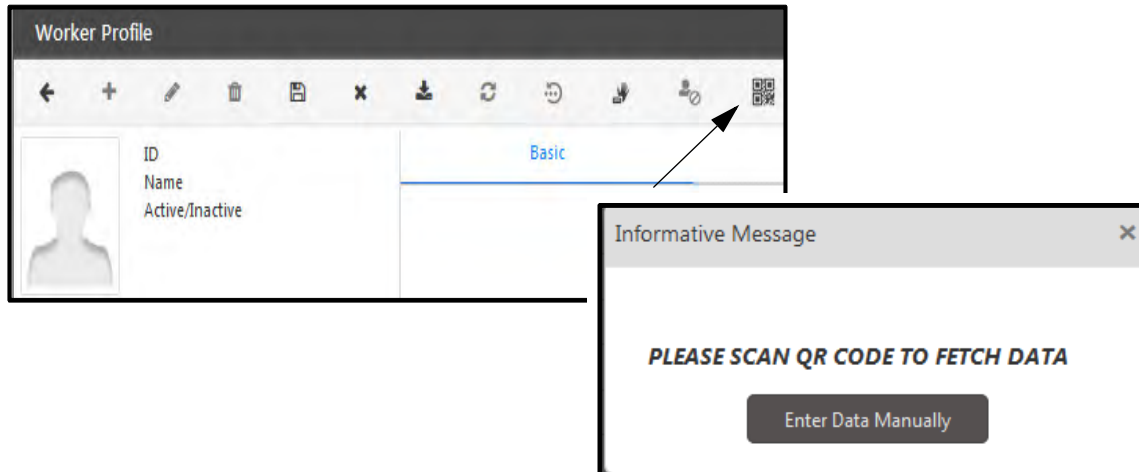 Worker Profile
ID
Name
Active/Inactive
Basic
Informative Message
PLEASE SCAN QR CODE TO FETCH DATA
Enter Data Manually